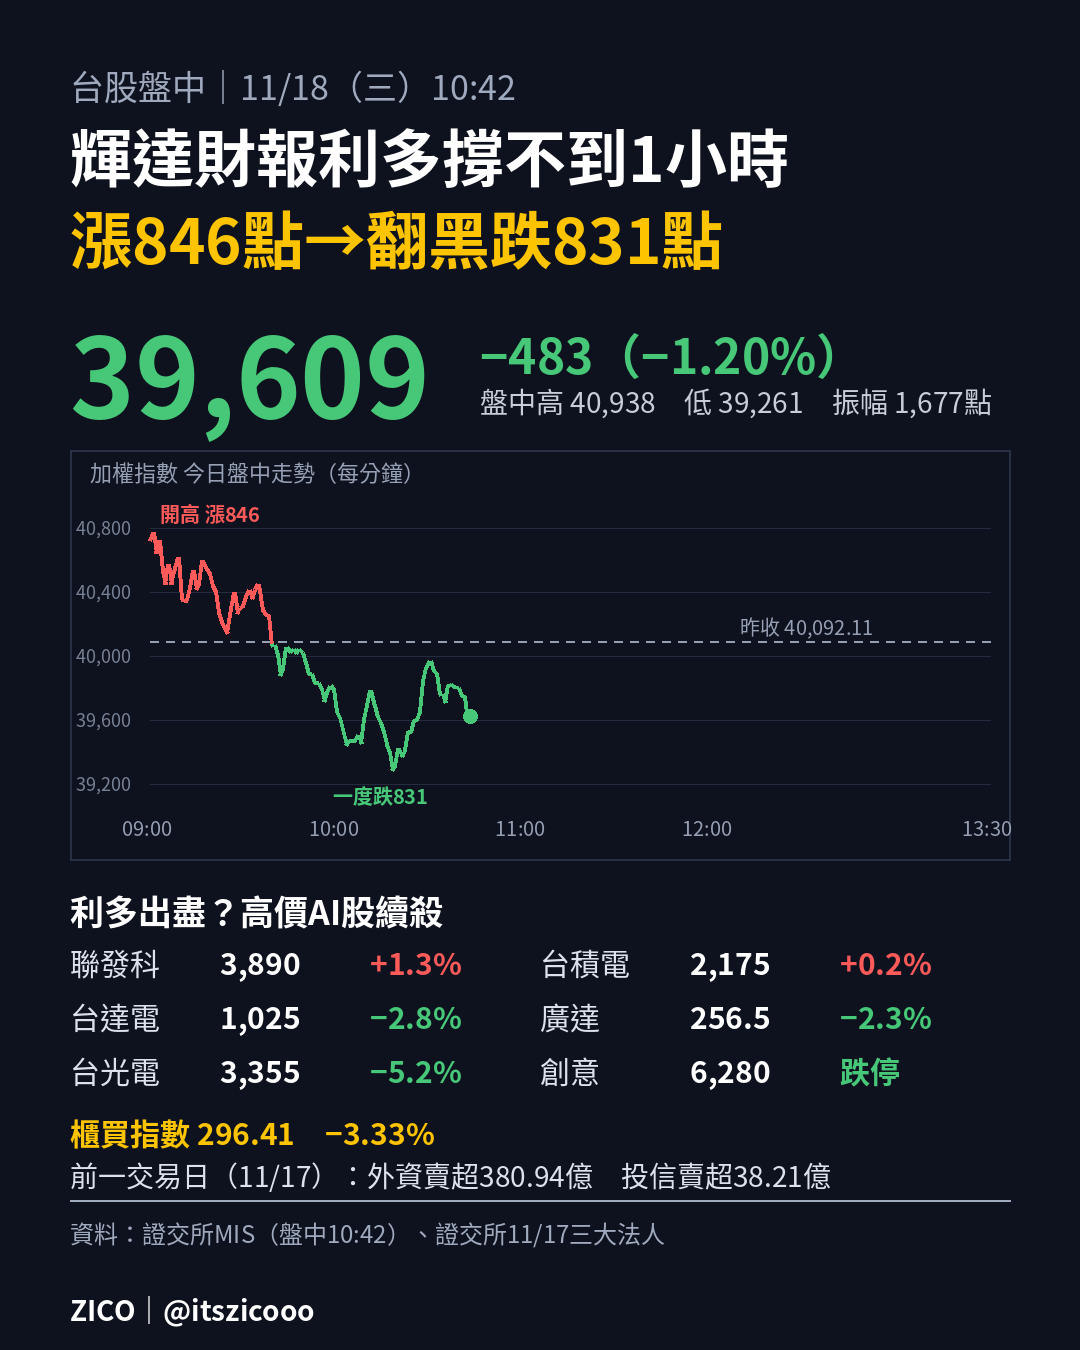 台股盤中｜11/18（三）10:42
輝達財報利多撐不到1小時
漲846點→翻黑跌831點
39,609
−483（−1.20%）
盤中高 40,938　低 39,261　振幅 1,677點
加權指數 今日盤中走勢（每分鐘）
開高 漲846
40,800
40,400
昨收 40,092.11
40,000
39,600
39,200
一度跌831
09:00 10:00 11:00 12:00 13:30
利多出盡？高價AI股續殺
聯發科 3,890 +1.3% 台積電 2,175 +0.2%
台達電 1,025 −2.8% 廣達 256.5 −2.3%
台光電 3,355 −5.2% 創意 6,280 跌停
櫃買指數 296.41　−3.33%
前一交易日（11/17）：外資賣超380.94億　投信賣超38.21億
資料：證交所MIS（盤中10:42）、證交所11/17三大法人
ZICO｜@itszicooo